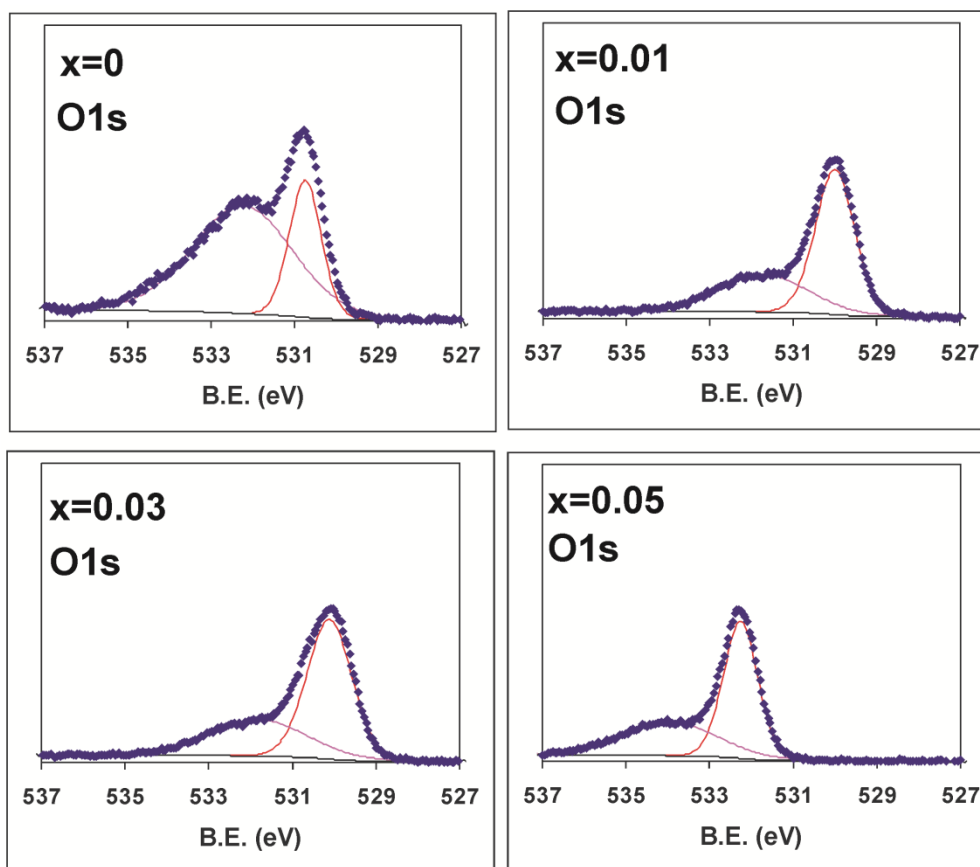 x=0
O1s
537 535 533 531 529 527
B.E. (eV)
x=0.01
O1s
537 535 533 531 529 527
B.E. (eV)
x=0.03
O1s
537 535 533 531 529 527
B.E. (eV)
x=0.05
O1s
537 535 533 531 529 527
B.E. (eV)